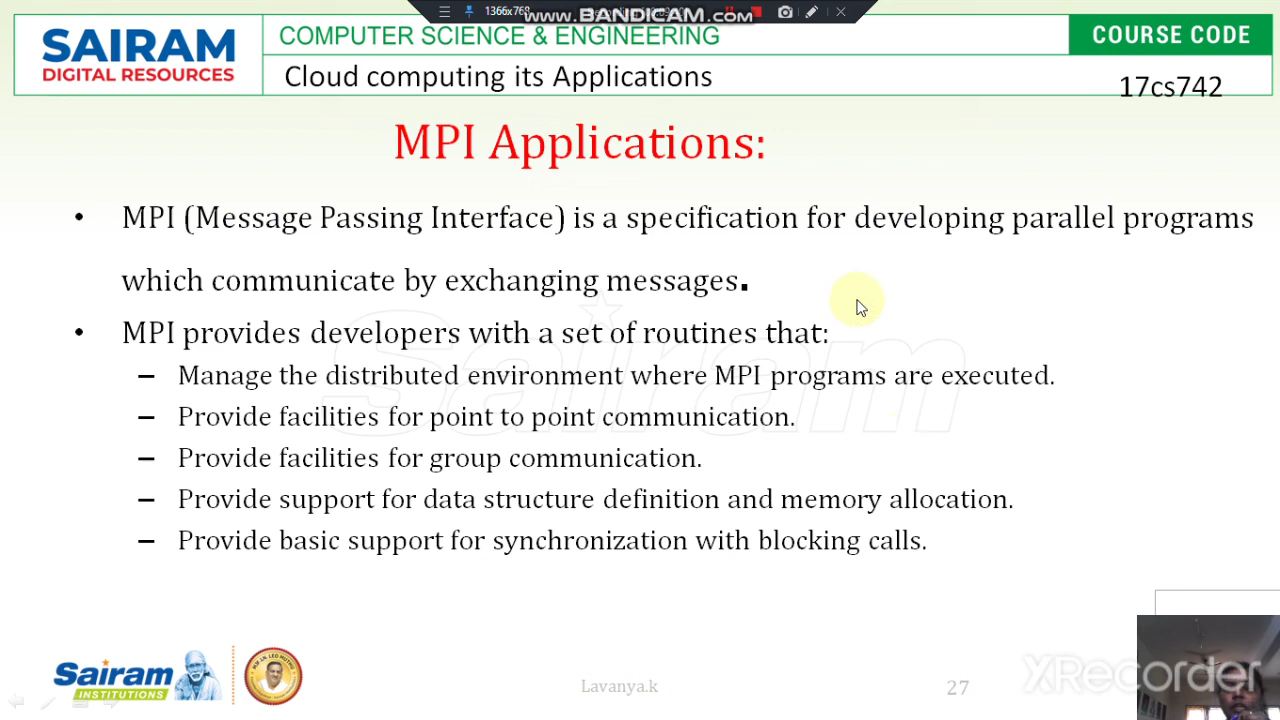 1366x768
www.BANDICAM.com
SAIRAM
DIGITAL RESOURCES
COMPUTER SCIENCE & ENGINEERING
COURSE CODE
Cloud computing its Applications
17cs742
MPI Applications:
• MPI (Message Passing Interface) is a specification for developing parallel programs
which communicate by exchanging messages.
• MPI provides developers with a set of routines that:
– Manage the distributed environment where MPI programs are executed.
– Provide facilities for point to point communication.
– Provide facilities for group communication.
– Provide support for data structure definition and memory allocation.
– Provide basic support for synchronization with blocking calls.
Sairam
Sairam
INSTITUTIONS
Lavanya.k
27
XRecorder